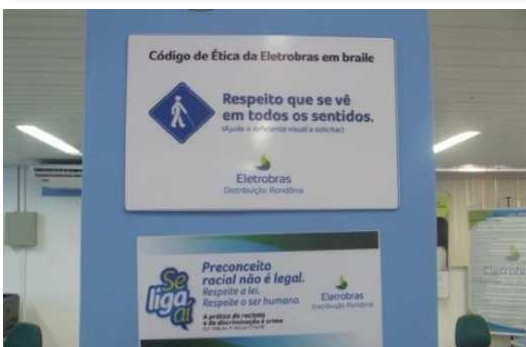 Código de Ética da Eletrobras em braile
Respeito que se vê
em todos os sentidos.
(Ajude o deficiente visual a solicitar)
Eletrobras
Distribuição Rondônia
Se
liga
aí
Preconceito
racial não é legal.
Respeite a lei.
Respeite o ser humano.
A prática de racismo
e de discriminação é crime
Eletrobras
Distribuição Rondônia